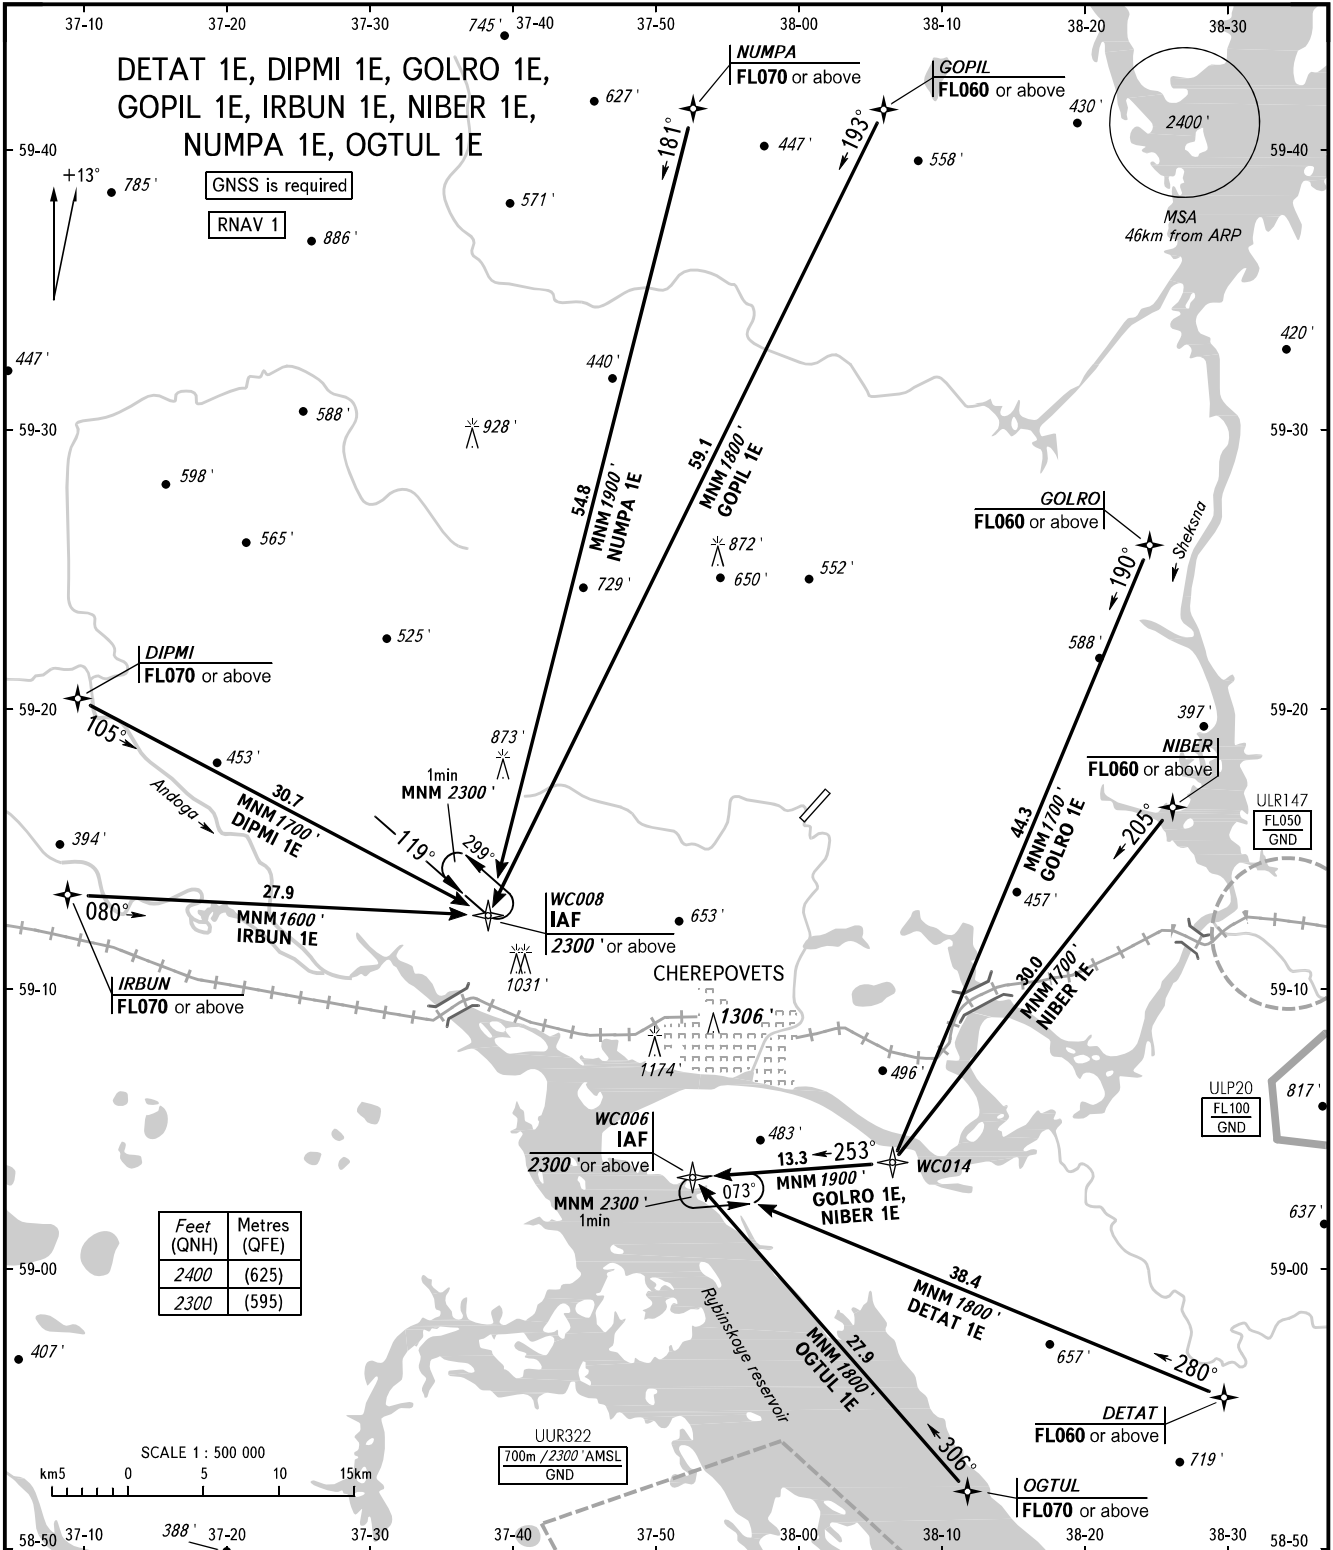 37-10
37-20
37-30
745'
37-40
37-50
38-00
38-10
38-20
38-30
DETAT 1E, DIPMI 1E, GOLRO 1E,
GOPIL 1E, IRBUN 1E, NIBER 1E,
NUMPA 1E, OGTUL 1E
GNSS is required
RNAV 1
+13°
NUMPA
FL070 or above
GOPIL
FL060 or above
627'
447'
558'
430'
2400'
MSA
46km from ARP
59-40
59-40
785'
886'
571'
181°
193°
420'
447'
440'
588'
928'
59-30
59-30
598'
565'
525'
54.8
MNM 1900'
NUMPA 1E
59.1
MNM 1800'
GOPIL 1E
872'
650'
552'
729'
GOLRO
FL060 or above
Sheksna
190°
588'
DIPMI
FL070 or above
59-20
59-20
105°
453'
Andoga
30.7
MNM 1700'
DIPMI 1E
873'
1min
MNM 2300'
119°
299°
397'
NIBER
FL060 or above
205°
ULR147
FL050
GND
44.3
MNM 1700'
GOLRO 1E
457'
394'
080°
27.9
MNM 1600'
IRBUN 1E
WC008
IAF
2300' or above
653'
1031'
IRBUN
FL070 or above
59-10
59-10
30.0
MNM 1700'
NIBER 1E
CHEREPOVETS
1306'
1174'
496'
ULP20
FL100
GND
817'
WC006
IAF
2300' or above
483'
13.3
253°
MNM 1900'
GOLRO 1E,
NIBER 1E
WC014
MNM 2300'
1min
073°
637'
Feet
(QNH)
Metres
(QFE)
2400
(625)
2300
(595)
59-00
59-00
38.4
MNM 1800'
DETAT 1E
657'
280°
Rybinskoye reservoir
27.9
MNM 1800'
OGTUL 1E
306°
407'
DETAT
FL060 or above
719'
OGTUL
FL070 or above
UUR322
700m / 2300' AMSL
GND
SCALE 1 : 500 000
km5
0
5
10
15km
58-50
37-10
388'
37-20
37-30
37-40
37-50
38-00
38-10
38-20
38-30
58-50